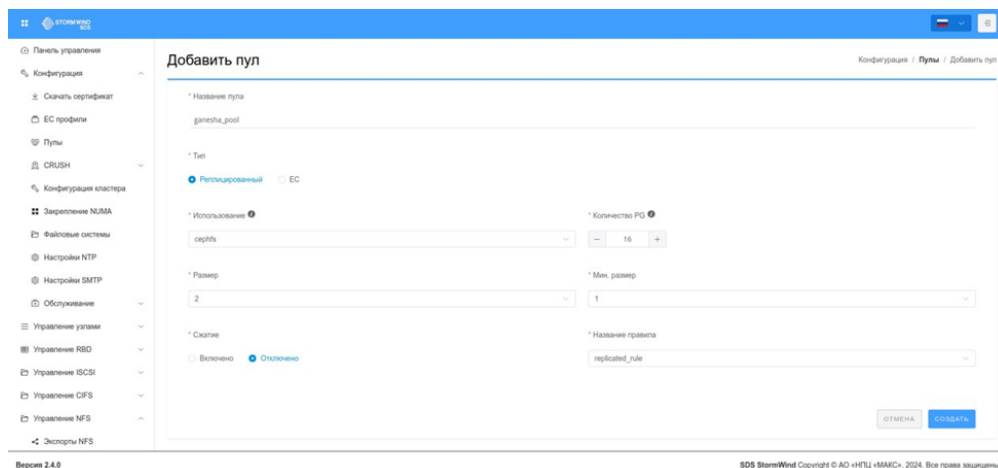 STORMWIND
SDS
Панель управления
Конфигурация
Скачать сертификат
EC профили
Пулы
CRUSH
Конфигурация кластера
Закрепление NUMA
Файловые системы
Настройки NTP
Настройки SMTP
Обслуживание
Управление узлами
Управление RBD
Управление ISCSI
Управление CIFS
Управление NFS
Экспорты NFS
Добавить пул
Конфигурация / Пулы / Добавить пул
* Название пула
ganesha_pool
* Тип
Реплицированный EC
* Использование * Количество PG
cephfs − 16 +
* Размер * Мин. размер
2 1
* Сжатие * Название правила
Включено Отключено replicated_rule
ОТМЕНА СОЗДАТЬ
Версия 2.4.0 SDS StormWind Copyright © АО «НПЦ «МАКС», 2024. Все права защищены